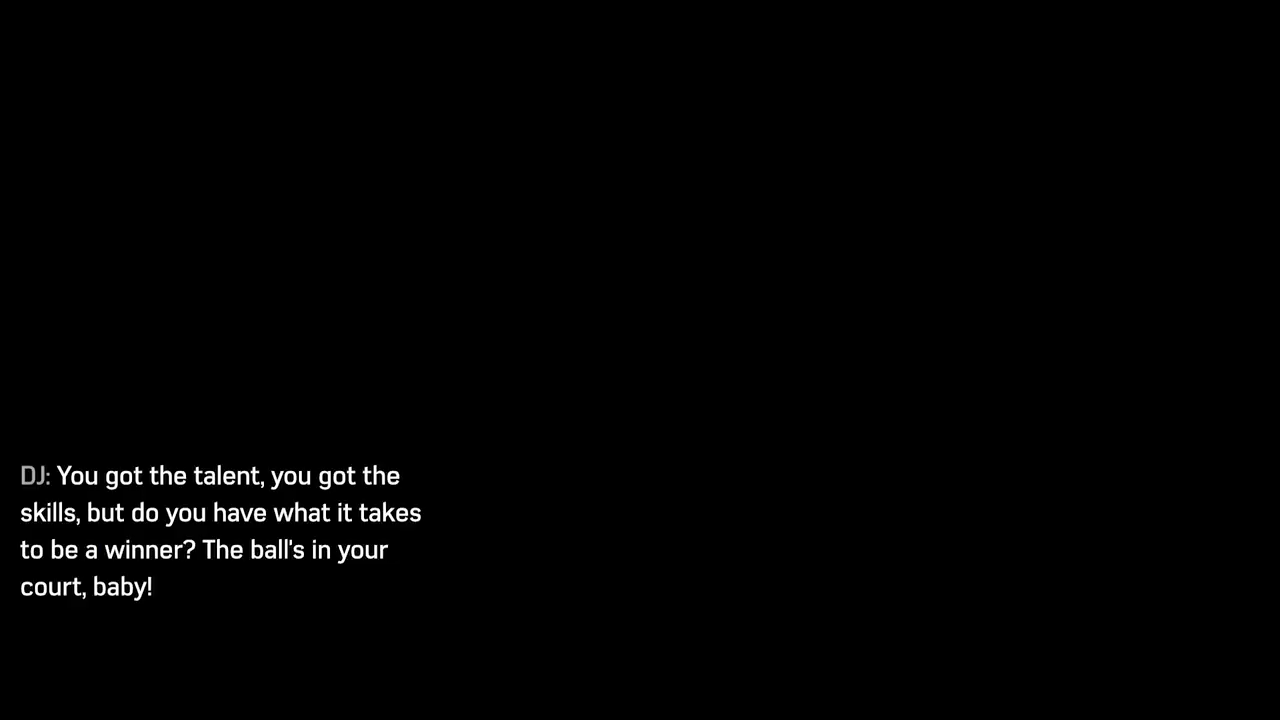 DJ: You got the talent, you got the
skills, but do you have what it takes
to be a winner? The ball's in your
court, baby!